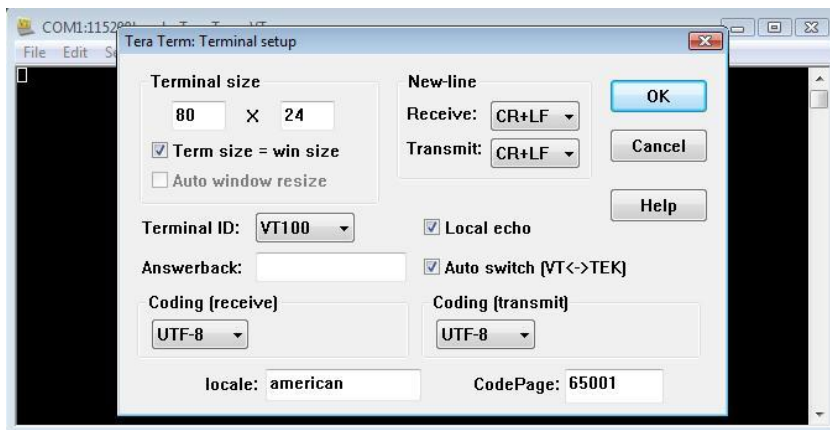 COM1:115200
Tera Term: Terminal setup
File Edit
Terminal size
80 X 24
Term size = win size
Auto window resize
New-line
Receive: CR+LF
Transmit: CR+LF
OK
Cancel
Help
Terminal ID: VT100
Local echo
Answerback:
Auto switch (VT<->TEK)
Coding (receive)
UTF-8
Coding (transmit)
UTF-8
locale: american
CodePage: 65001